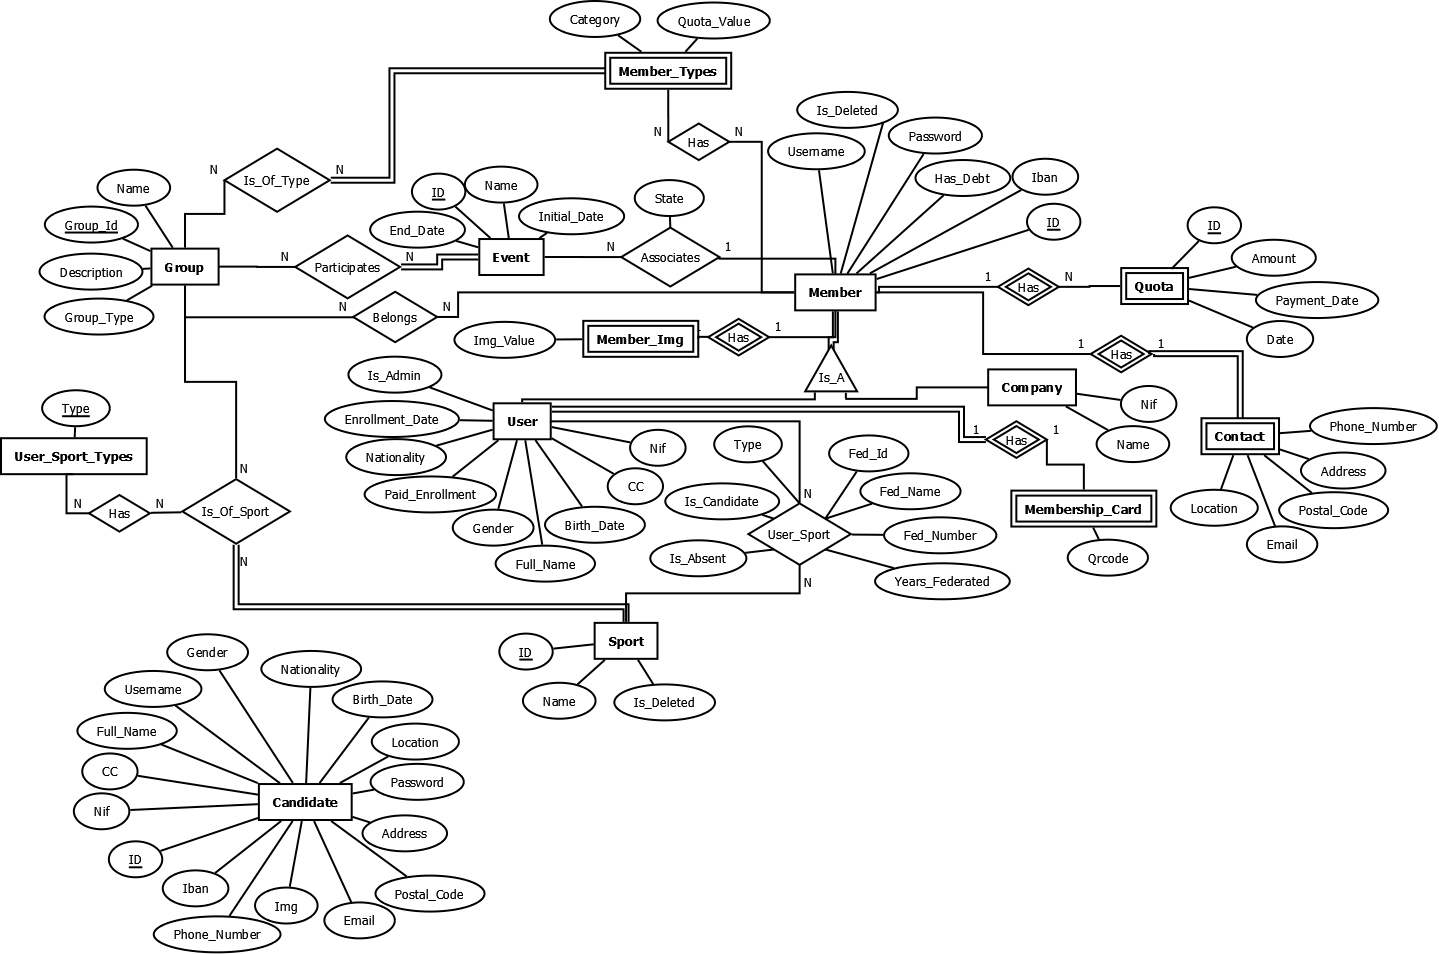 Category
Quota_Value
Member_Types
N
Has
N
Is_Deleted
Username
Password
Has_Debt
Iban
ID
N
Is_Of_Type
N
Name
Group_Id
Description
Group_Type
Group
ID
Name
End_Date
Initial_Date
Event
State
N
Associates
1
N
Participates
N
N
Belongs
N
Member
1
Has
N
Quota
ID
Amount
Payment_Date
Date
Img_Value
Member_Img
1
Has
1
Is_A
1
Has
1
Company
Nif
Name
Contact
Phone_Number
Address
Postal_Code
Location
Email
Is_Admin
Enrollment_Date
Nationality
Paid_Enrollment
Gender
Full_Name
Birth_Date
CC
Nif
User
1
Has
1
Membership_Card
Qrcode
Type
User_Sport_Types
N
Has
N
N
Is_Of_Sport
N
Type
Fed_Id
Is_Candidate
Fed_Name
N
User_Sport
Fed_Number
Is_Absent
Years_Federated
N
Sport
ID
Name
Is_Deleted
Gender
Nationality
Username
Birth_Date
Full_Name
Location
CC
Password
Nif
Candidate
Address
ID
Iban
Img
Postal_Code
Phone_Number
Email